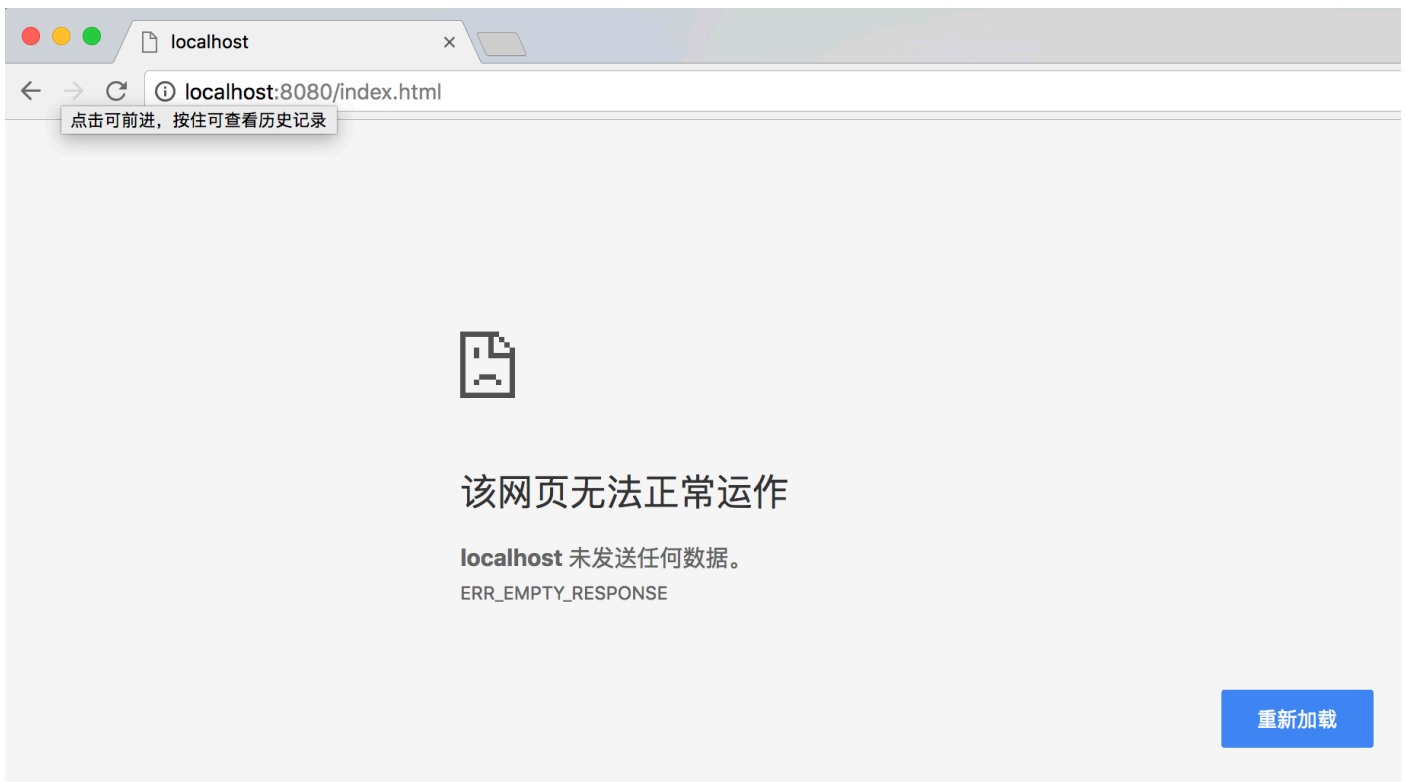 localhost
localhost:8080/index.html
点击可前进，按住可查看历史记录
该网页无法正常运作
localhost 未发送任何数据。
ERR_EMPTY_RESPONSE
重新加载